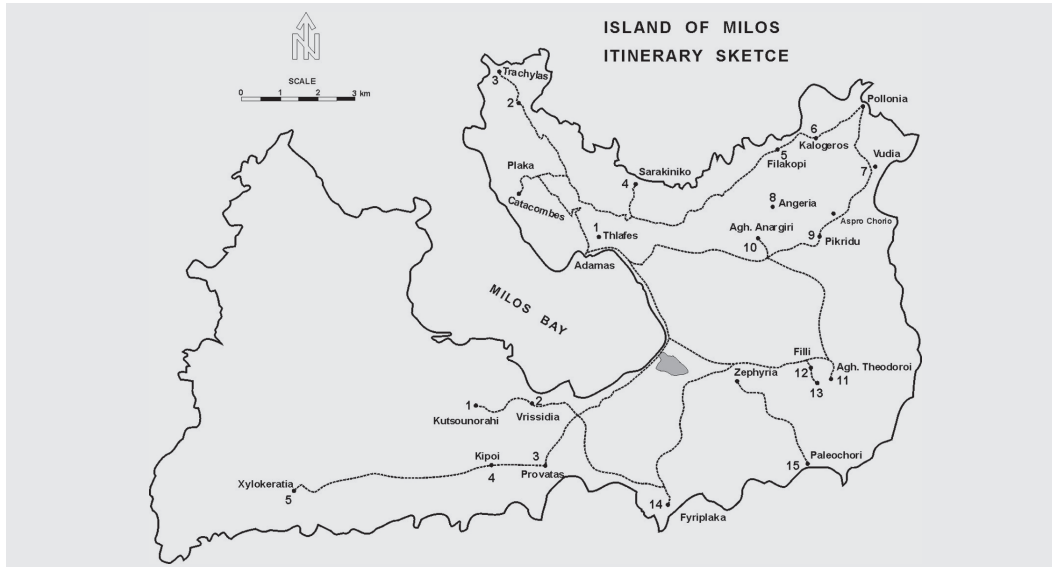 ISLAND OF MILOS
ITINERARY SKETCE
N
SCALE
0 1 2 3 km
3 Trachylas
2
Pollonia
6
Kalogeros
5
Filakopi
Vudia
7
Plaka
Catacombes
4 Sarakiniko
8
Angeria
Aspro Chorio
1
Thlafes
Agh. Anargiri
10
9
Pikridu
Adamas
MILOS BAY
Filli
12
13
Agh. Theodoroi
11
Zephyria
1
Kutsounorahi
2
Vrissidia
Kipoi
4
3
Provatas
15
Paleochori
Xylokeratia
5
14
Fyriplaka